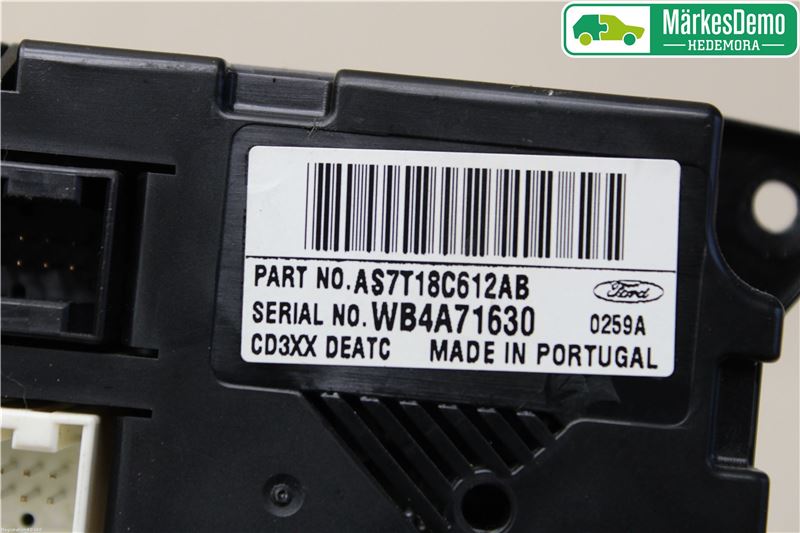 MärkesDemo
HEDEMORA
PART NO.AS7T18C612AB
Ford
SERIAL NO.WB4A71630
0259A
CD3XX DEATC MADE IN PORTUGAL